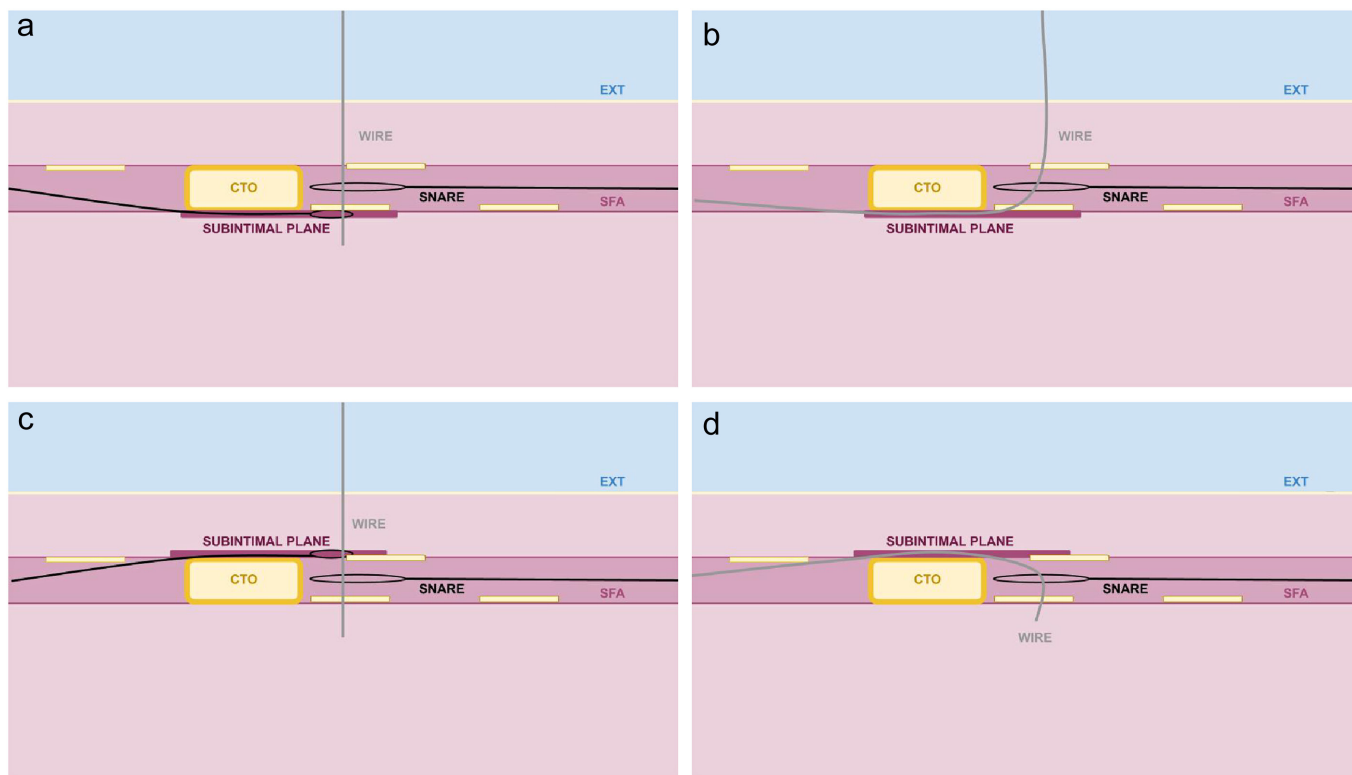 a
EXT
WIRE
CTO
SNARE
SFA
SUBINTIMAL PLANE
b
EXT
WIRE
CTO
SNARE
SFA
SUBINTIMAL PLANE
c
EXT
WIRE
SUBINTIMAL PLANE
CTO
SNARE
SFA
d
EXT
SUBINTIMAL PLANE
CTO
SNARE
SFA
WIRE